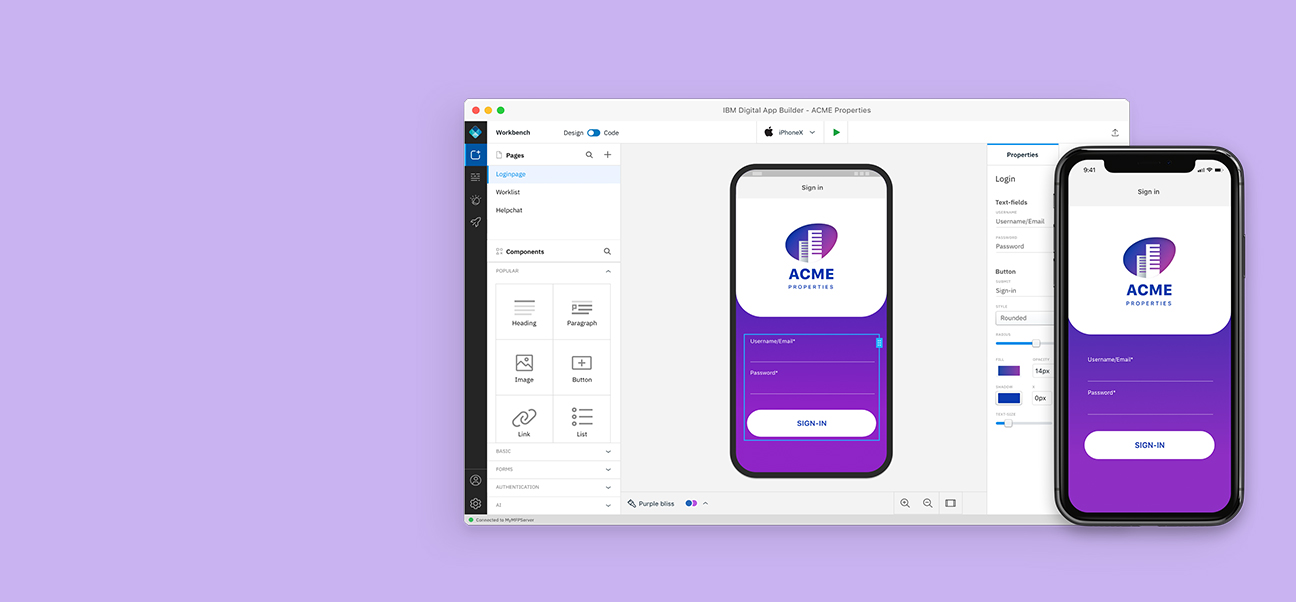 IBM Digital App Builder - ACME Properties
Workbench
Design
Code
iPhoneX
Pages
Loginpage
Worklist
Helpchat
Components
POPULAR
Heading
Paragraph
Image
Button
Link
List
BASIC
FORMS
AUTHENTICATION
AI
Connected to MyMFPServer
Sign in
ACME
PROPERTIES
Username/Email*
Password*
SIGN-IN
Purple bliss
Properties
Login
Text-fields
USERNAME
Username/Email
PASSWORD
Password
Button
SUBMIT
Sign-in
STYLE
Rounded
RADIUS
FILL
OPACITY
14px
SHADOW
X
0px
TEXT-SIZE
9:41
Sign in
ACME
PROPERTIES
Username/Email*
Password*
SIGN-IN